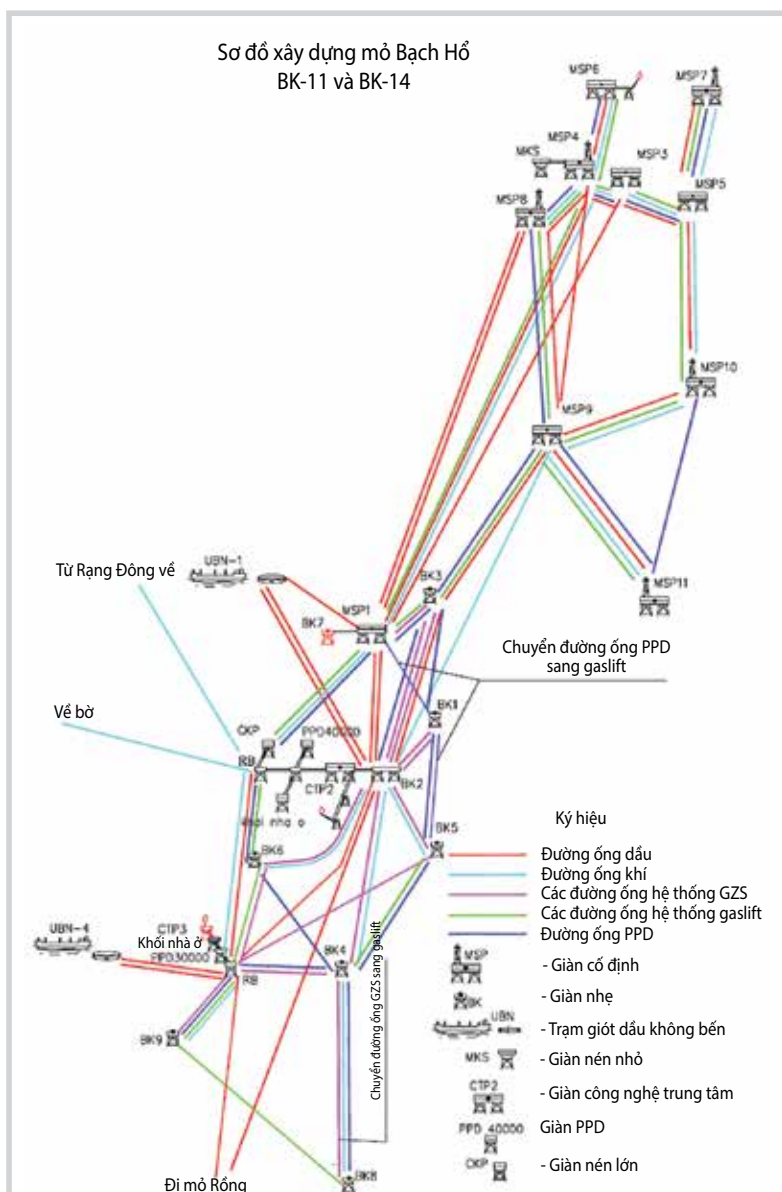 Sơ đồ xây dựng mỏ Bạch Hổ
BK-11 và BK-14
MSP6
MSP7
MSP4
MKS
MSP3
MSP8
MSP5
MSP10
MSP9
MSP11
UBN-1
Từ Rạng Đông về
BK3
MSP1
BK7
Chuyển đường ống PPD
sang gaslift
Về bờ
BK1
CKP
PPD40000
RB
CTP2
BK2
Khối nhà ở
BK6
BK5
UBN-4
CTP3
Khối nhà ở
PPD30000
RB
BK4
BK9
Chuyển đường ống GZS sang gaslift
BK8
Đi mỏ Rồng
Ký hiệu
Đường ống dầu
Đường ống khí
Các đường ống hệ thống GZS
Các đường ống hệ thống gaslift
Đường ống PPD
MSP - Giàn cố định
BK - Giàn nhẹ
UBN - Trạm giót dầu không bến
MKS - Giàn nén nhỏ
CTP2 - Giàn công nghệ trung tâm
PPD 40000 Giàn PPD
CKP - Giàn nén lớn